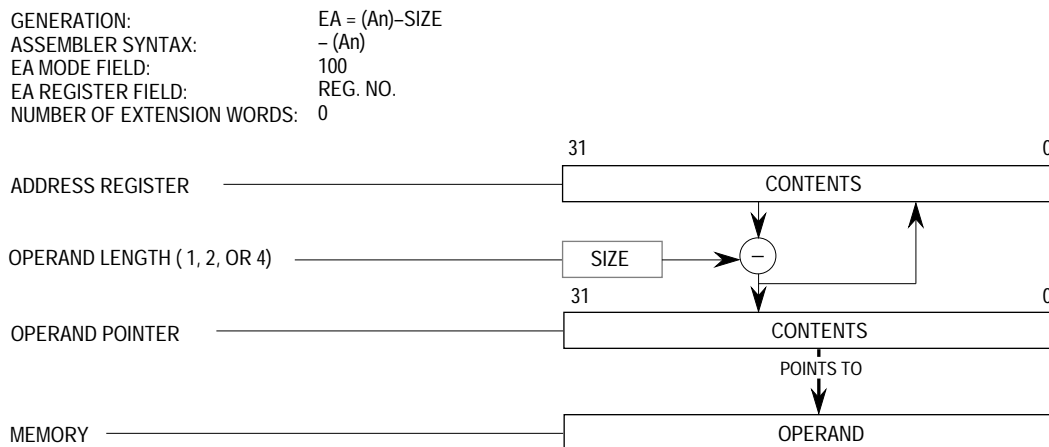 GENERATION: EA = (An)–SIZE
ASSEMBLER SYNTAX: – (An)
EA MODE FIELD: 100
EA REGISTER FIELD: REG. NO.
NUMBER OF EXTENSION WORDS: 0
31 0
ADDRESS REGISTER CONTENTS
OPERAND LENGTH ( 1, 2, OR 4) SIZE –
31 0
OPERAND POINTER CONTENTS
POINTS TO
MEMORY OPERAND